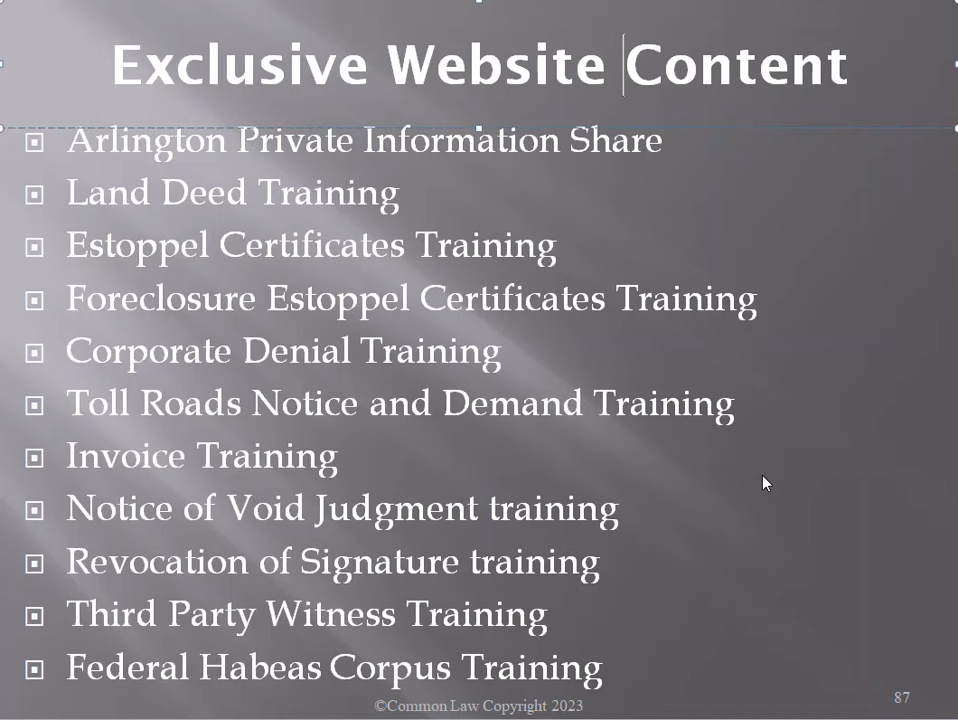 Exclusive Website Content
Arlington Private Information Share
Land Deed Training
Estoppel Certificates Training
Foreclosure Estoppel Certificates Training
Corporate Denial Training
Toll Roads Notice and Demand Training
Invoice Training
Notice of Void Judgment training
Revocation of Signature training
Third Party Witness Training
Federal Habeas Corpus Training
©Common Law Copyright 2023
87